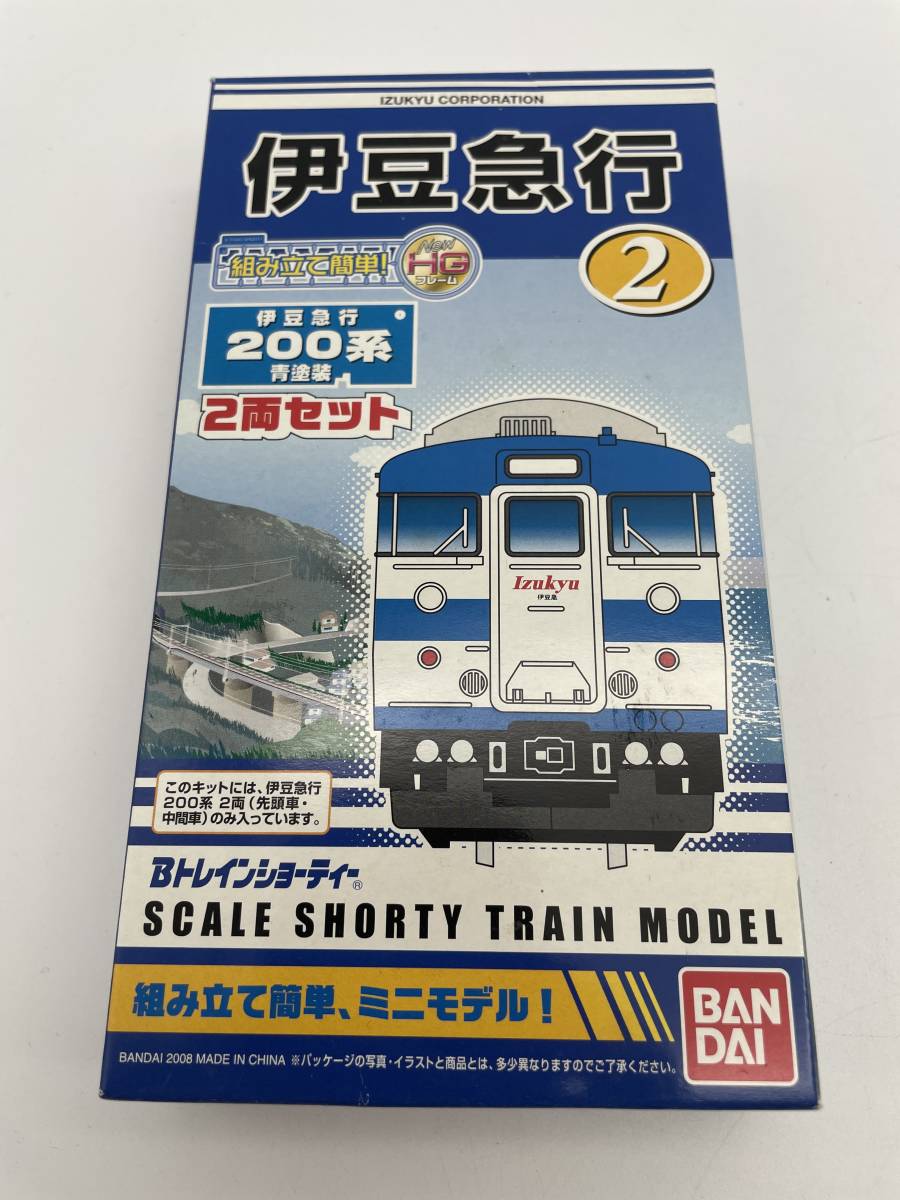 IZUKYU CORPORATION
伊豆急行
組み立て簡単!
New
HG
フレーム
2
伊豆急行
200系
青塗装
2両セット
Izukyu
伊豆急
このキットには、伊豆急行
200系 2両(先頭車・
中間車)のみ入っています。
Bトレインショーティー®
SCALE SHORTY TRAIN MODEL
組み立て簡単、ミニモデル!
BAN
DAI
BANDAI 2008 MADE IN CHINA ※パッケージの写真・イラストと商品とは、多少異なりますのでご了承ください。